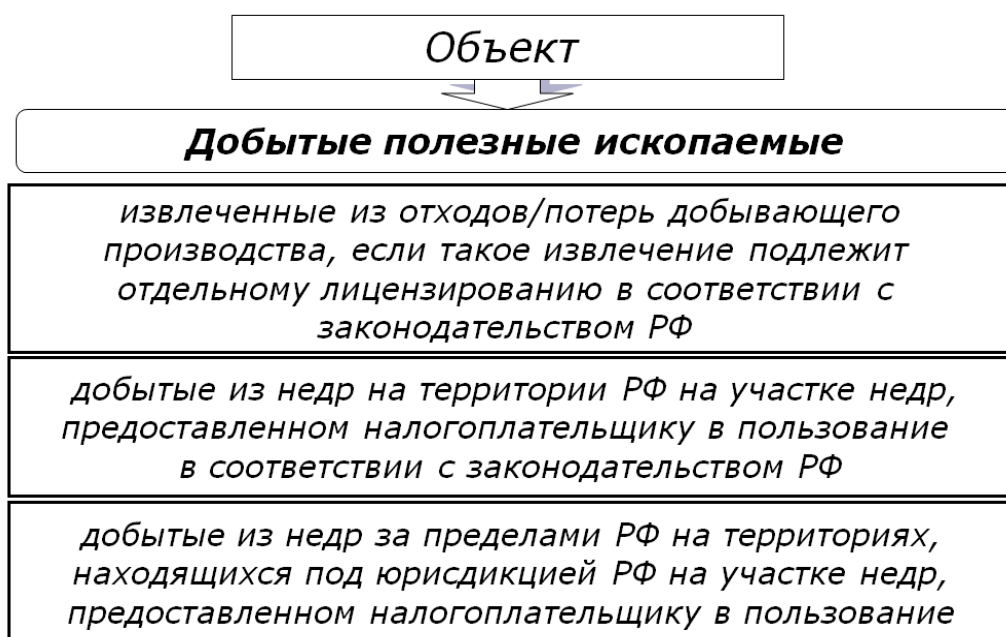 Объект
Добытые полезные ископаемые
извлеченные из отходов/потерь добывающего
производства, если такое извлечение подлежит
отдельному лицензированию в соответствии с
законодательством РФ
добытые из недр на территории РФ на участке недр,
предоставленном налогоплательщику в пользование
в соответствии с законодательством РФ
добытые из недр за пределами РФ на территориях,
находящихся под юрисдикцией РФ на участке недр,
предоставленном налогоплательщику в пользование